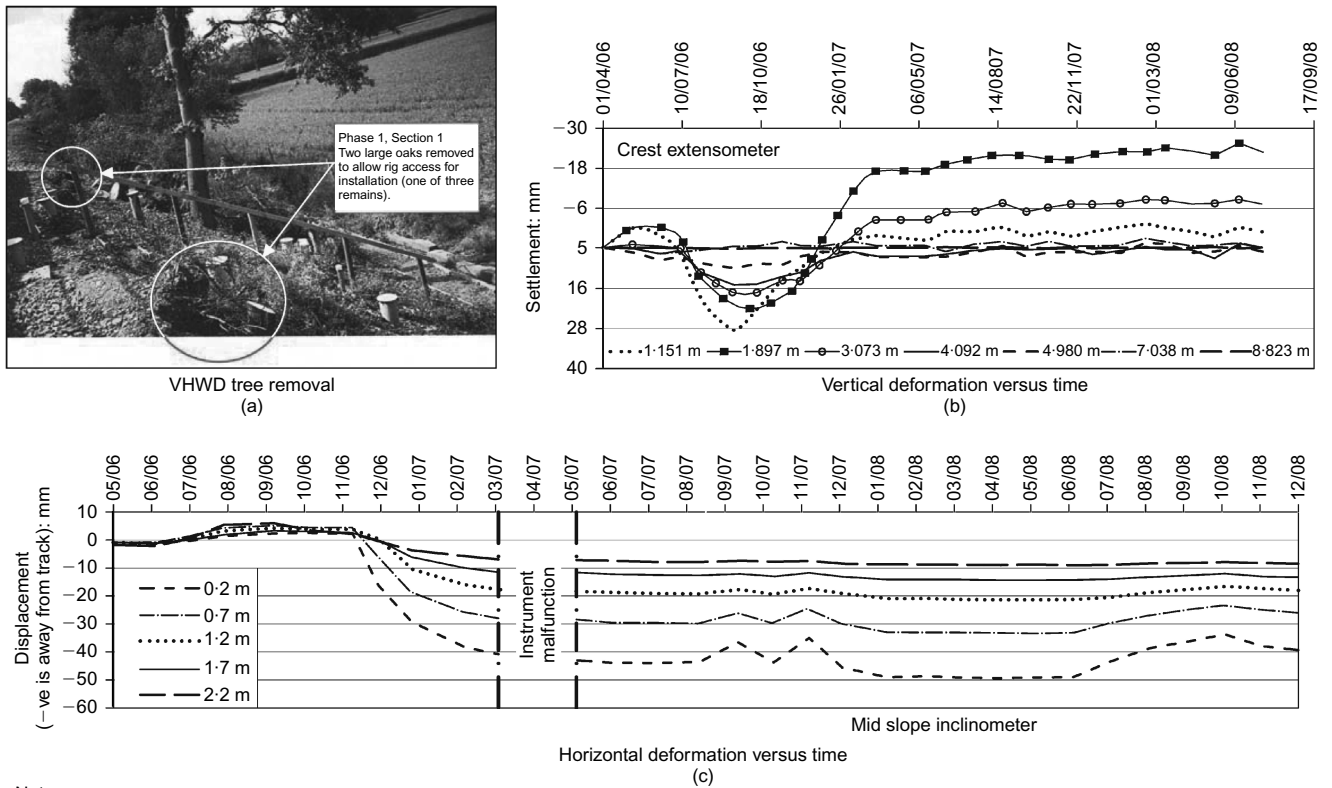 Phase 1, Section 1
Two large oaks removed
to allow rig access for
installation (one of three
remains).
VHWD tree removal
(a)
01/04/06
10/07/06
18/10/06
26/01/07
06/05/07
14/0807
22/11/07
01/03/08
09/06/08
17/09/08
Settlement: mm
−30
−18
−6
5
16
28
40
Crest extensometer
1·151 m 1·897 m 3·073 m 4·092 m 4·980 m 7·038 m 8·823 m
Vertical deformation versus time
(b)
05/06
06/06
07/06
08/06
09/06
10/06
11/06
12/06
01/07
02/07
03/07
04/07
05/07
06/07
07/07
08/07
09/07
10/07
11/07
12/07
01/08
02/08
03/08
04/08
05/08
06/08
07/08
08/08
09/08
10/08
11/08
12/08
Displacement
(−ve is away from track): mm
10
0
−10
−20
−30
−40
−50
−60
0·2 m
0·7 m
1·2 m
1·7 m
2·2 m
Instrument
malfunction
Mid slope inclinometer
Horizontal deformation versus time
(c)